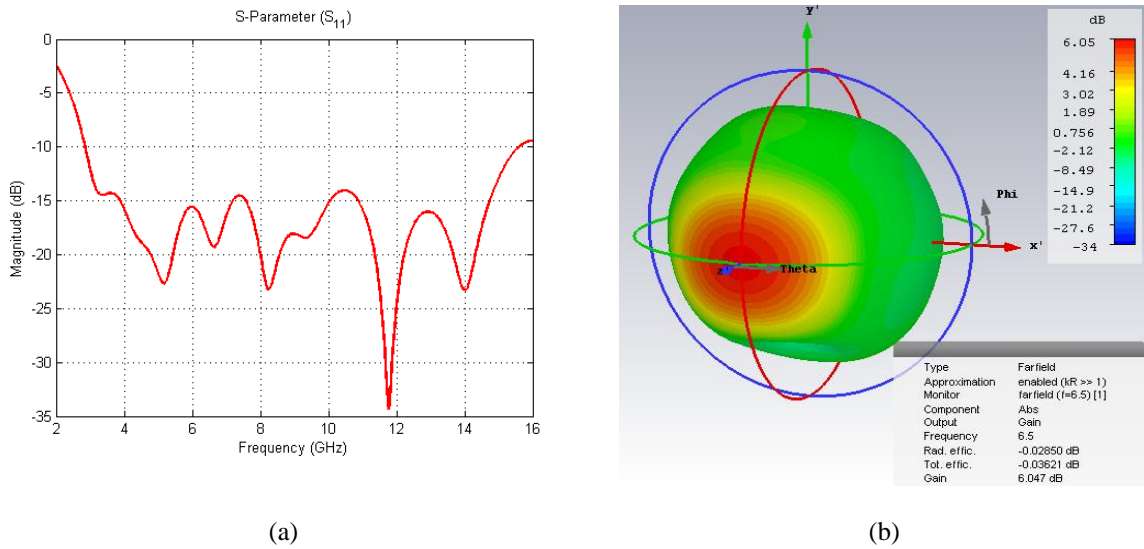 S-Parameter (S11)
0
-5
-10
-15
-20
-25
-30
-35
Magnitude (dB)
2
4
6
8
10
12
14
16
Frequency (GHz)
(a)
y'
Phi
x'
z'
Theta
dB
6.05
4.16
3.02
1.89
0.756
-2.12
-8.49
-14.9
-21.2
-27.6
-34
Type Farfield
Approximation enabled (kR >> 1)
Monitor farfield (f=6.5) [1]
Component Abs
Output Gain
Frequency 6.5
Rad. effic. -0.02850 dB
Tot. effic. -0.03621 dB
Gain 6.047 dB
(b)